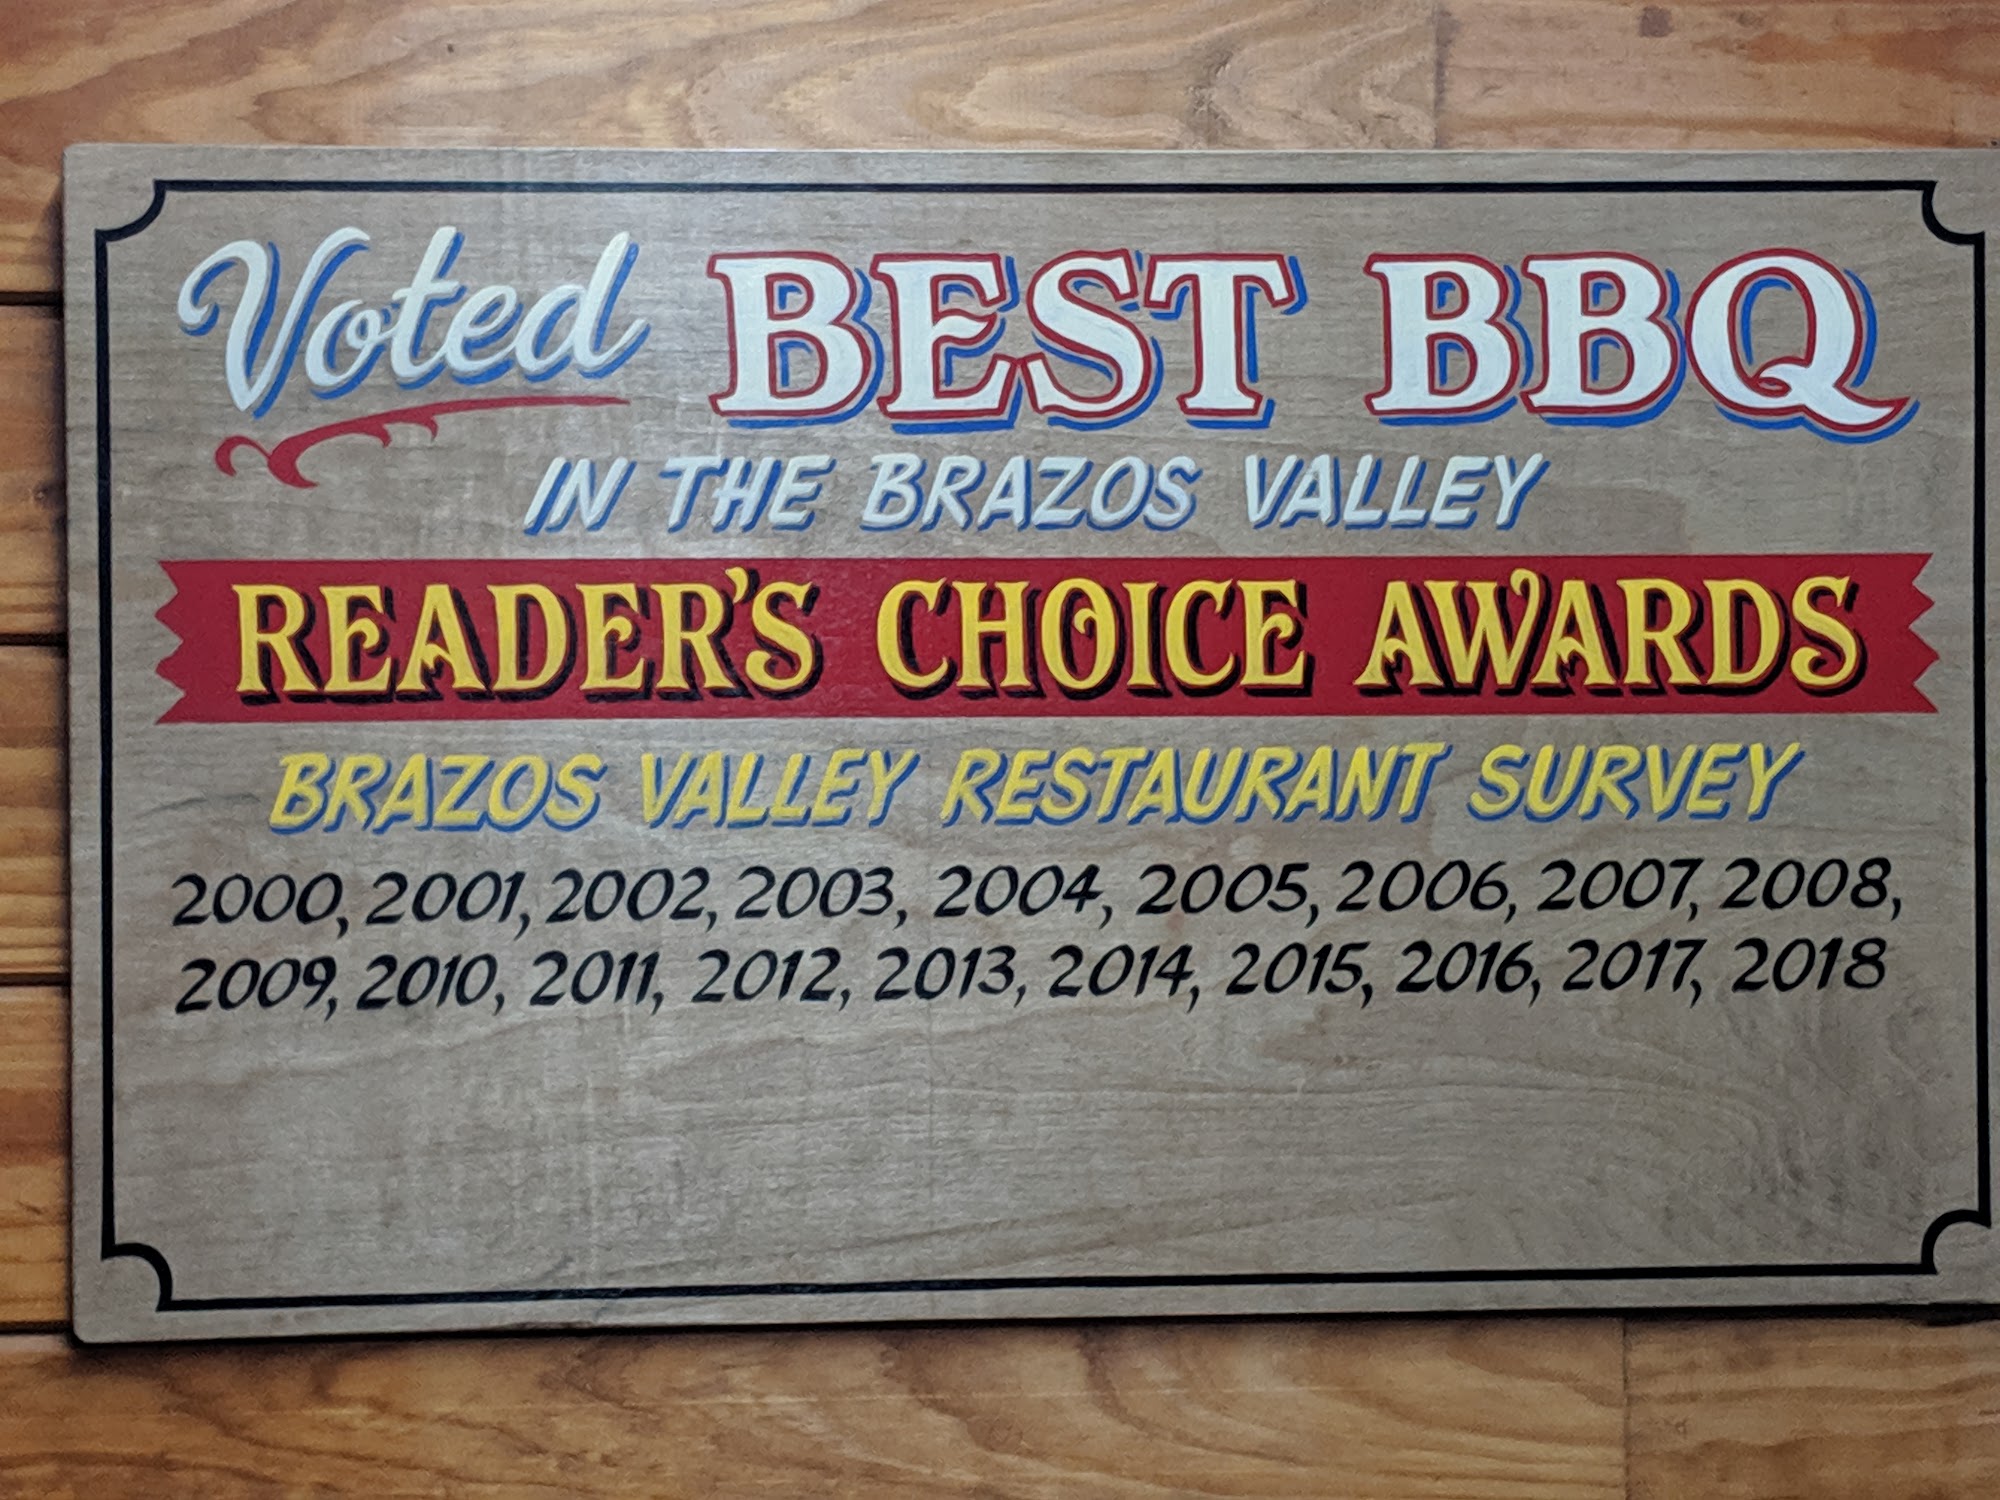 Voted BEST BBQ
IN THE BRAZOS VALLEY
READER'S CHOICE AWARDS
BRAZOS VALLEY RESTAURANT SURVEY
2000, 2001, 2002, 2003, 2004, 2005, 2006, 2007, 2008,
2009, 2010, 2011, 2012, 2013, 2014, 2015, 2016, 2017, 2018